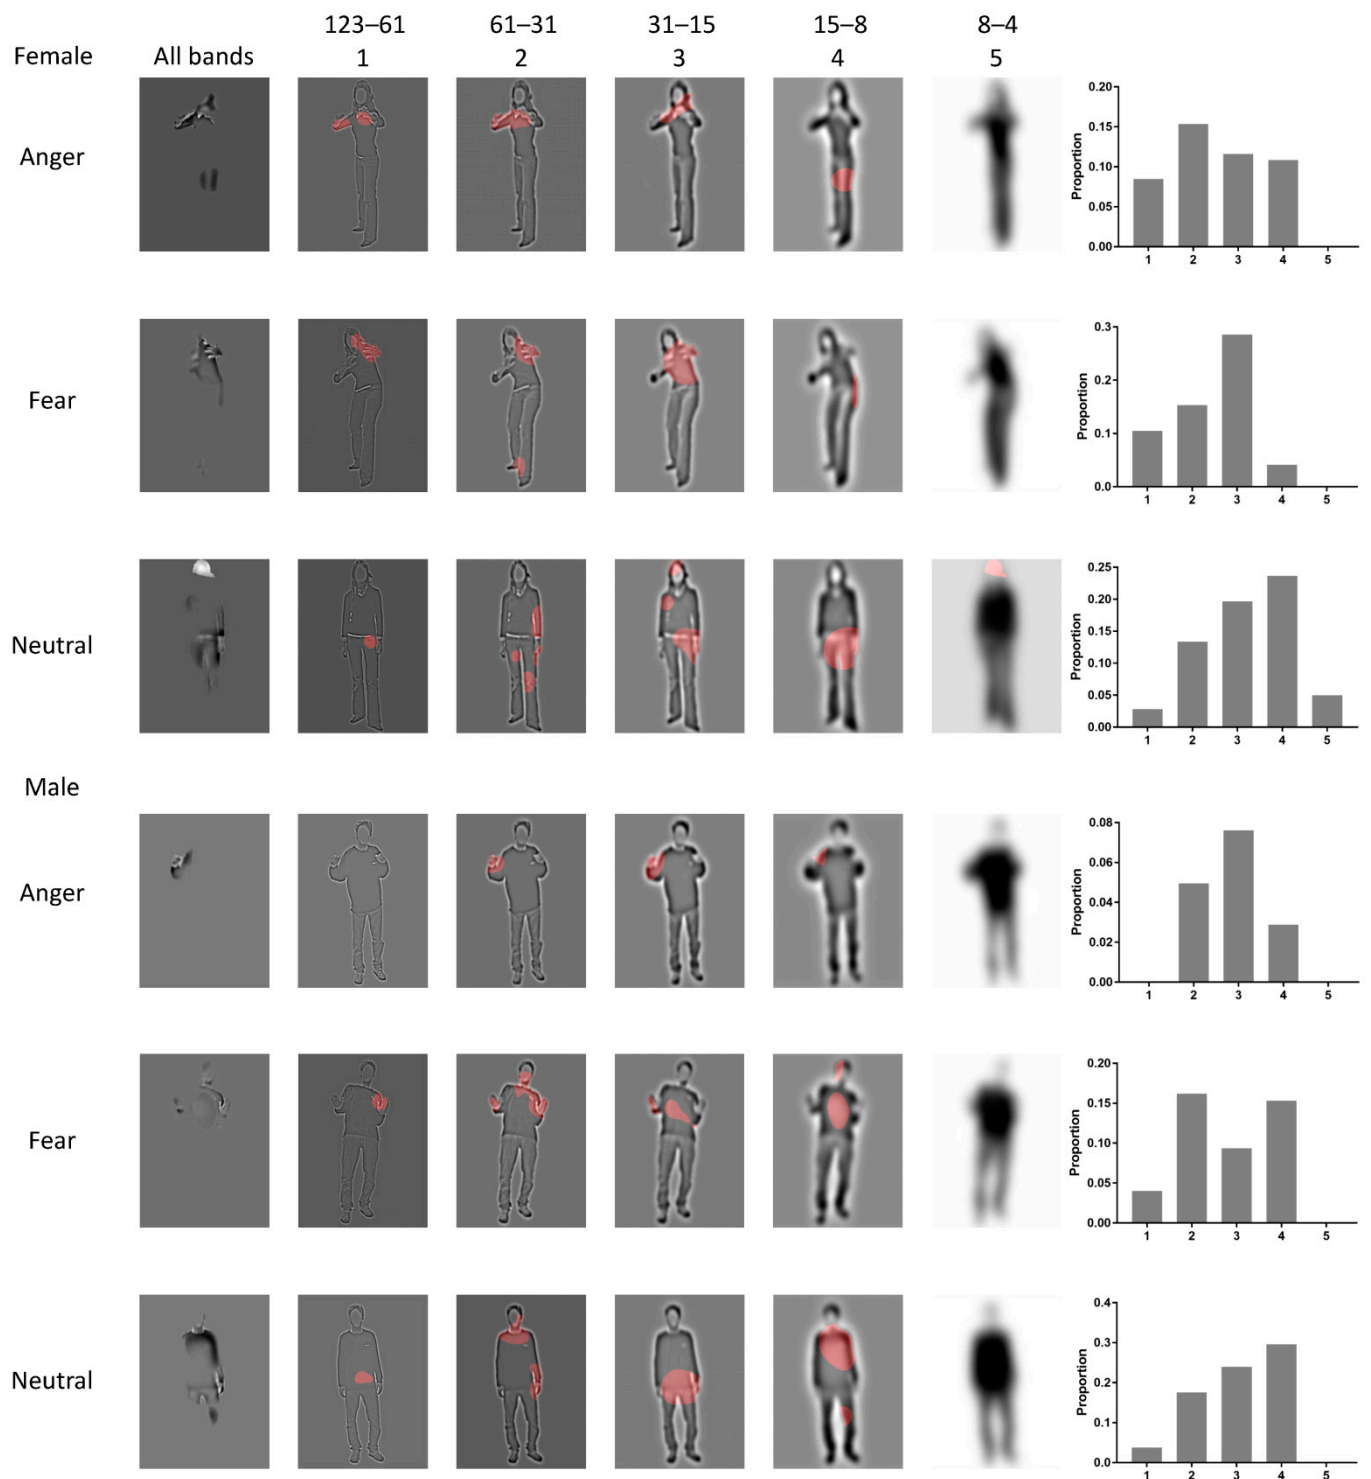 123–61 61–31 31–15 15–8 8–4
Female All bands 1 2 3 4 5
Anger
Proportion
0.20
0.15
0.10
0.05
0.00
1 2 3 4 5
Fear
Proportion
0.3
0.2
0.1
0.0
1 2 3 4 5
Neutral
Proportion
0.25
0.20
0.15
0.10
0.05
0.00
1 2 3 4 5
Male
Anger
Proportion
0.08
0.06
0.04
0.02
0.00
1 2 3 4 5
Fear
Proportion
0.20
0.15
0.10
0.05
0.00
1 2 3 4 5
Neutral
Proportion
0.4
0.3
0.2
0.1
0.0
1 2 3 4 5